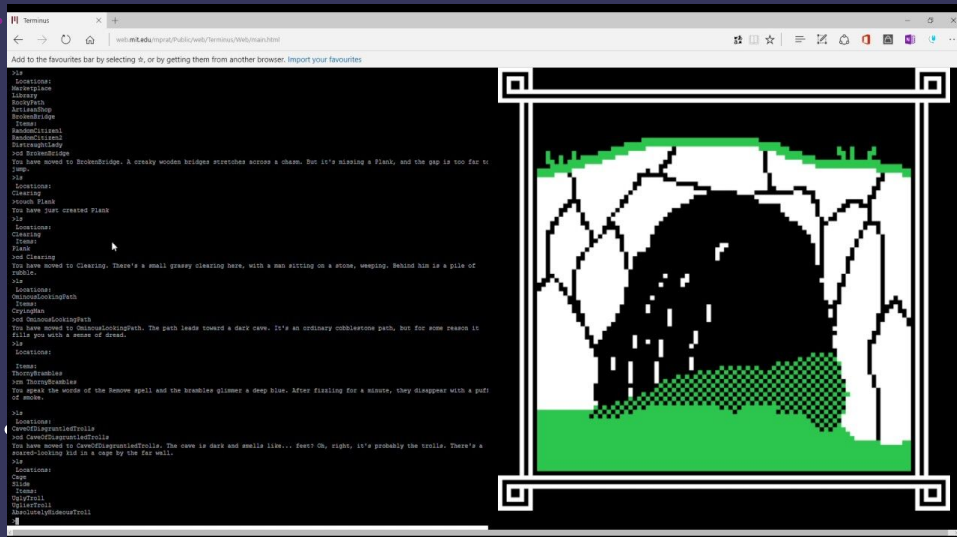 Terminus
web.mit.edu/mprat/Public/web/Terminus/Web/main.html
Add to the favourites bar by selecting ☆, or by getting them from another browser. Import your favourites
>ls
Locations:
Marketplace
Library
RockyPath
ArtisanShop
BrokenBridge
Items:
RandomCitizen1
RandomCitizen2
DistraughtLady
>cd BrokenBridge
You have moved to BrokenBridge. A creaky wooden bridges stretches across a chasm. But it's missing a Plank, and the gap is too far to
jump.
>ls
Locations:
Clearing
>touch Plank
You have just created Plank
>ls
Locations:
Clearing
Items:
Plank
>cd Clearing
You have moved to Clearing. There's a small grassy clearing here, with a man sitting on a stone, weeping. Behind him is a pile of
rubble.
>ls
Locations:
OminousLookingPath
Items:
CryingMan
>cd OminousLookingPath
You have moved to OminousLookingPath. The path leads toward a dark cave. It's an ordinary cobblestone path, but for some reason it
fills you with a sense of dread.
>ls
Locations:
Items:
ThornyBrambles
>rm ThornyBrambles
You speak the words of the Remove spell and the brambles glimmer a deep blue. After fizzling for a minute, they disappear with a puff
of smoke.
>ls
Locations:
CaveOfDisgruntledTrolls
>cd CaveOfDisgruntledTrolls
You have moved to CaveOfDisgruntledTrolls. The cave is dark and smells like... feet? Oh, right, it's probably the trolls. There's a
scared-looking kid in a cage by the far wall.
>ls
Locations:
Cage
Slide
Items:
UglyTroll
UglierTroll
AbsolutelyHideousTroll
>